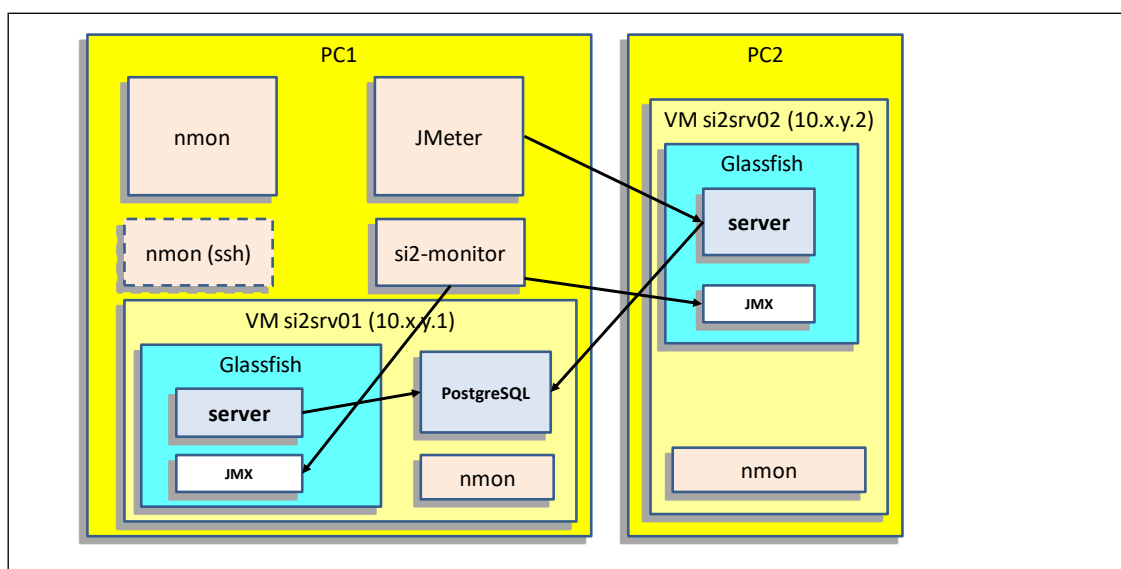 PC1
nmon
JMeter
nmon (ssh)
si2-monitor
VM si2srv01 (10.x.y.1)
Glassfish
server
JMX
PostgreSQL
nmon
PC2
VM si2srv02 (10.x.y.2)
Glassfish
server
JMX
nmon